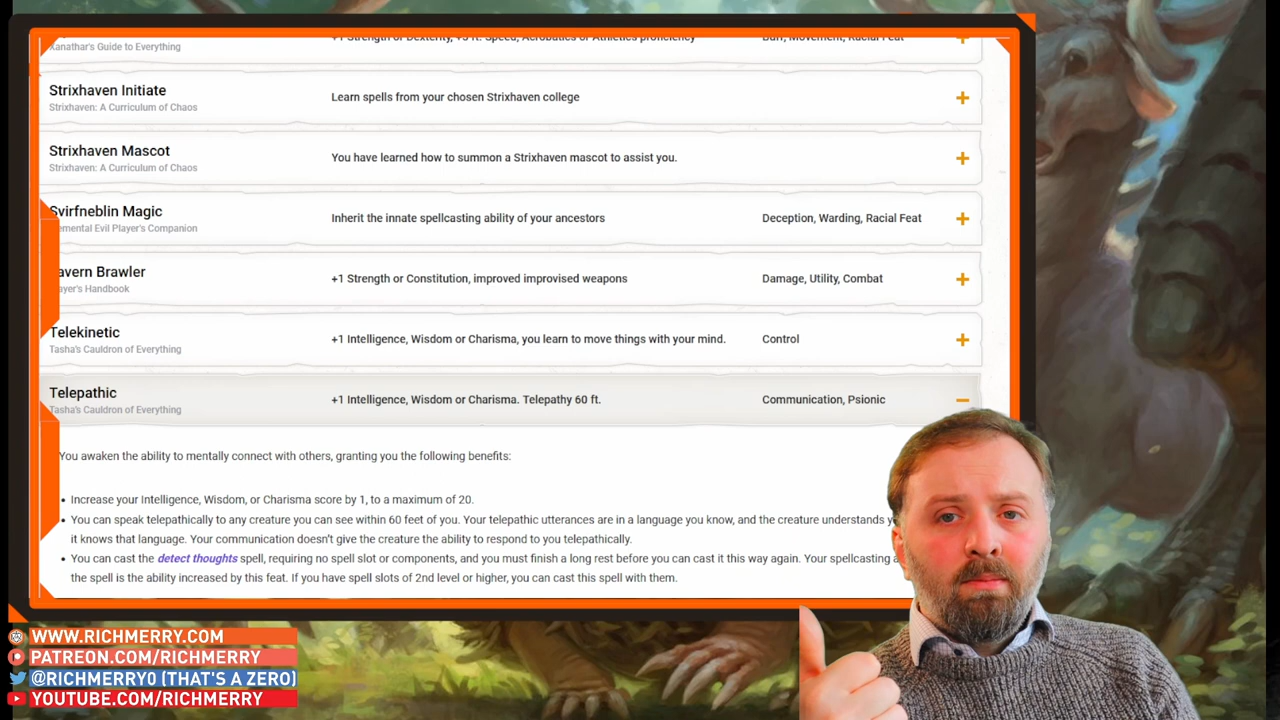 +1 Strength or Dexterity, +5 ft. Speed, Acrobatics or Athletics proficiency Buff, Movement, Racial Feat +
Xanathar's Guide to Everything
Strixhaven Initiate
Learn spells from your chosen Strixhaven college +
Strixhaven: A Curriculum of Chaos
Strixhaven Mascot
You have learned how to summon a Strixhaven mascot to assist you. +
Strixhaven: A Curriculum of Chaos
Svirfneblin Magic
Inherit the innate spellcasting ability of your ancestors Deception, Warding, Racial Feat +
emental Evil Player's Companion
avern Brawler
+1 Strength or Constitution, improved improvised weapons Damage, Utility, Combat +
ayer's Handbook
Telekinetic
+1 Intelligence, Wisdom or Charisma, you learn to move things with your mind. Control +
Tasha's Cauldron of Everything
Telepathic
+1 Intelligence, Wisdom or Charisma. Telepathy 60 ft. Communication, Psionic −
Tasha's Cauldron of Everything
You awaken the ability to mentally connect with others, granting you the following benefits:
• Increase your Intelligence, Wisdom, or Charisma score by 1, to a maximum of 20.
• You can speak telepathically to any creature you can see within 60 feet of you. Your telepathic utterances are in a language you know, and the creature understands
it knows that language. Your communication doesn't give the creature the ability to respond to you telepathically.
• You can cast the detect thoughts spell, requiring no spell slot or components, and you must finish a long rest before you can cast it this way again. Your spellcasting
the spell is the ability increased by this feat. If you have spell slots of 2nd level or higher, you can cast this spell with them.
WWW.RICHMERRY.COM
PATREON.COM/RICHMERRY
@RICHMERRY0 (THAT'S A ZERO)
YOUTUBE.COM/RICHMERRY